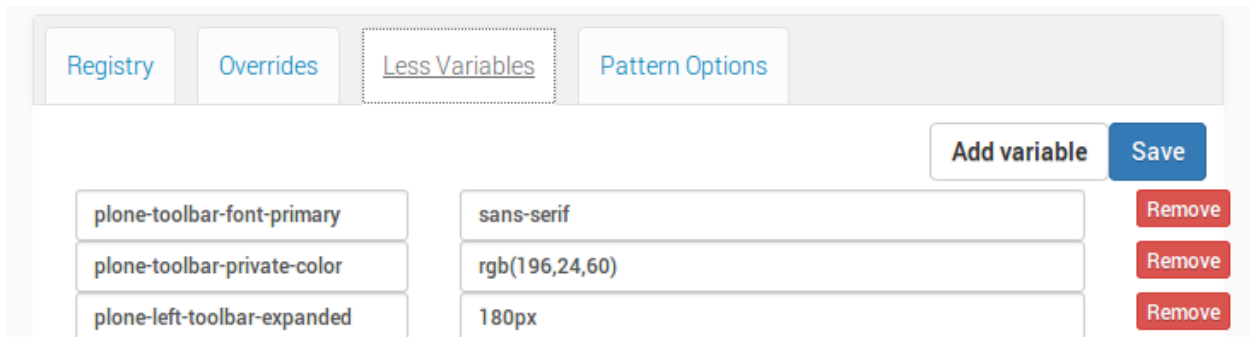 Registry Overrides Less Variables Pattern Options
Add variable Save
plone-toolbar-font-primary sans-serif Remove
plone-toolbar-private-color rgb(196,24,60) Remove
plone-left-toolbar-expanded 180px Remove